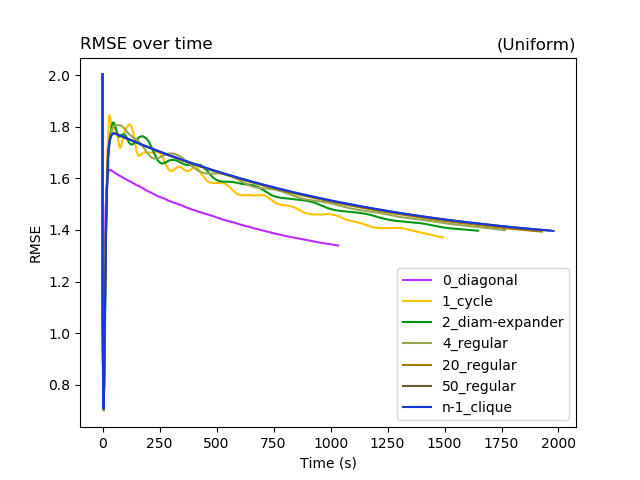 RMSE over time (Uniform)
2.0
1.8
1.6
1.4
1.2
1.0
0.8
RMSE
0_diagonal
1_cycle
2_diam-expander
4_regular
20_regular
50_regular
n-1_clique
0 250 500 750 1000 1250 1500 1750 2000
Time (s)